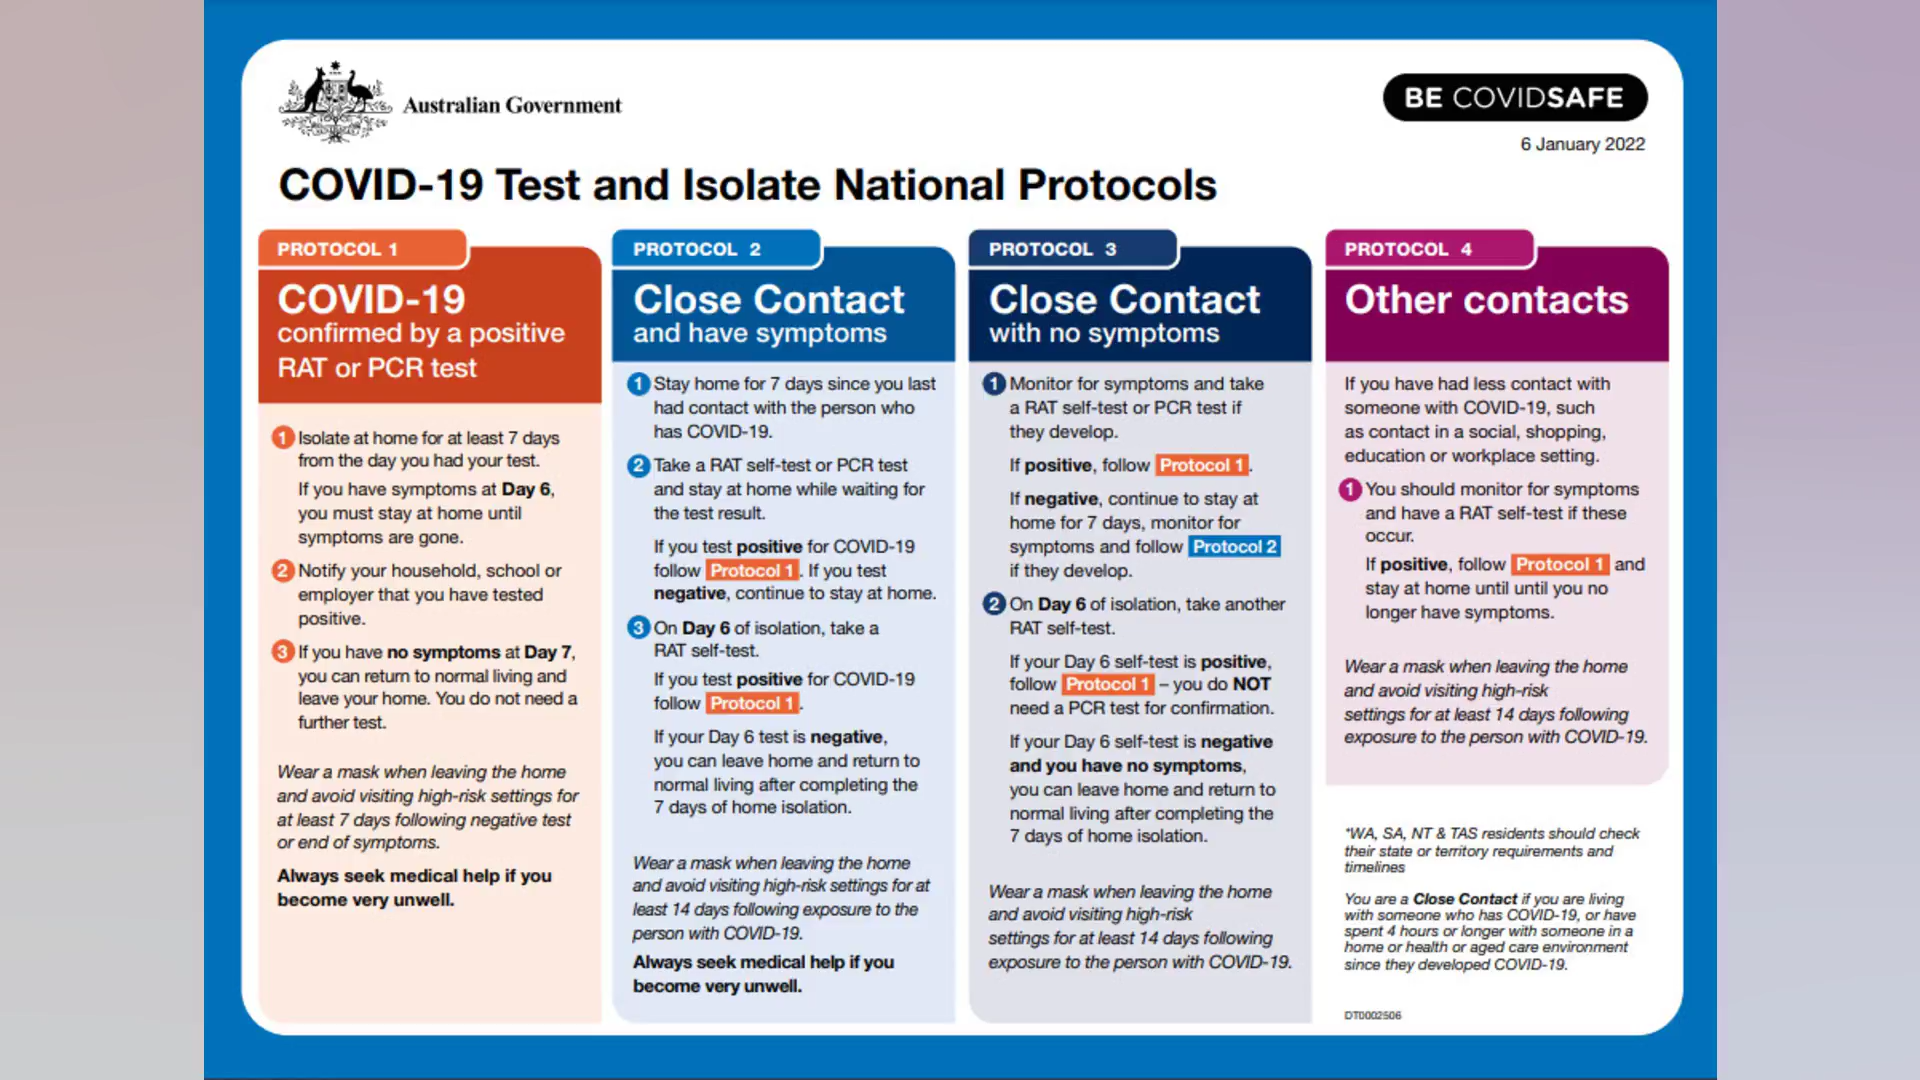 Australian Government
BE COVIDSAFE
6 January 2022
COVID-19 Test and Isolate National Protocols
PROTOCOL 1
COVID-19
confirmed by a positive
RAT or PCR test
1 Isolate at home for at least 7 days
from the day you had your test.
If you have symptoms at Day 6,
you must stay at home until
symptoms are gone.
2 Notify your household, school or
employer that you have tested
positive.
3 If you have no symptoms at Day 7,
you can return to normal living and
leave your home. You do not need a
further test.
Wear a mask when leaving the home
and avoid visiting high-risk settings for
at least 7 days following negative test
or end of symptoms.
Always seek medical help if you
become very unwell.
PROTOCOL 2
Close Contact
and have symptoms
1 Stay home for 7 days since you last
had contact with the person who
has COVID-19.
2 Take a RAT self-test or PCR test
and stay at home while waiting for
the test result.
If you test positive for COVID-19
follow Protocol 1. If you test
negative, continue to stay at home.
3 On Day 6 of isolation, take a
RAT self-test.
If you test positive for COVID-19
follow Protocol 1.
If your Day 6 test is negative,
you can leave home and return to
normal living after completing the
7 days of home isolation.
Wear a mask when leaving the home
and avoid visiting high-risk settings for at
least 14 days following exposure to the
person with COVID-19.
Always seek medical help if you
become very unwell.
PROTOCOL 3
Close Contact
with no symptoms
1 Monitor for symptoms and take
a RAT self-test or PCR test if
they develop.
If positive, follow Protocol 1.
If negative, continue to stay at
home for 7 days, monitor for
symptoms and follow Protocol 2
if they develop.
2 On Day 6 of isolation, take another
RAT self-test.
If your Day 6 self-test is positive,
follow Protocol 1 – you do NOT
need a PCR test for confirmation.
If your Day 6 self-test is negative
and you have no symptoms,
you can leave home and return to
normal living after completing the
7 days of home isolation.
Wear a mask when leaving the home
and avoid visiting high-risk
settings for at least 14 days following
exposure to the person with COVID-19.
PROTOCOL 4
Other contacts
If you have had less contact with
someone with COVID-19, such
as contact in a social, shopping,
education or workplace setting.
1 You should monitor for symptoms
and have a RAT self-test if these
occur.
If positive, follow Protocol 1 and
stay at home until until you no
longer have symptoms.
Wear a mask when leaving the home
and avoid visiting high-risk
settings for at least 14 days following
exposure to the person with COVID-19.
*WA, SA, NT & TAS residents should check
their state or territory requirements and
timelines
You are a Close Contact if you are living
with someone who has COVID-19, or have
spent 4 hours or longer with someone in a
home or health or aged care environment
since they developed COVID-19.
DT0002506